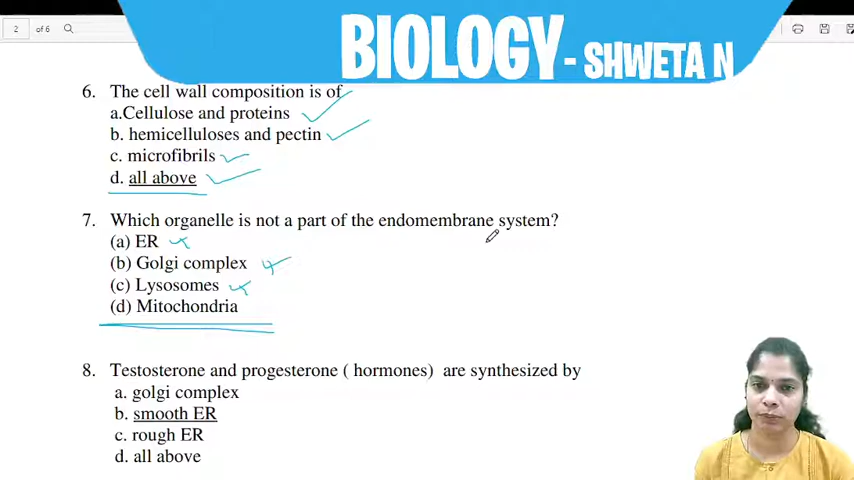 BIOLOGY - SHWETA N
2 of 6
6. The cell wall composition is of
a.Cellulose and proteins
b. hemicelluloses and pectin
c. microfibrils
d. all above
7. Which organelle is not a part of the endomembrane system?
(a) ER
(b) Golgi complex
(c) Lysosomes
(d) Mitochondria
8. Testosterone and progesterone ( hormones) are synthesized by
a. golgi complex
b. smooth ER
c. rough ER
d. all above